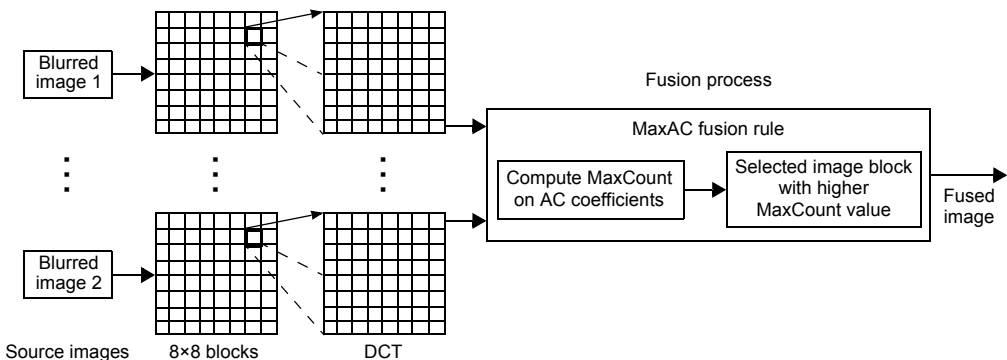 Blurred
image 1
Fusion process
MaxAC fusion rule
Compute MaxCount
on AC coefficients
Selected image block
with higher
MaxCount value
Fused
image
Blurred
image 2
Source images
8×8 blocks
DCT